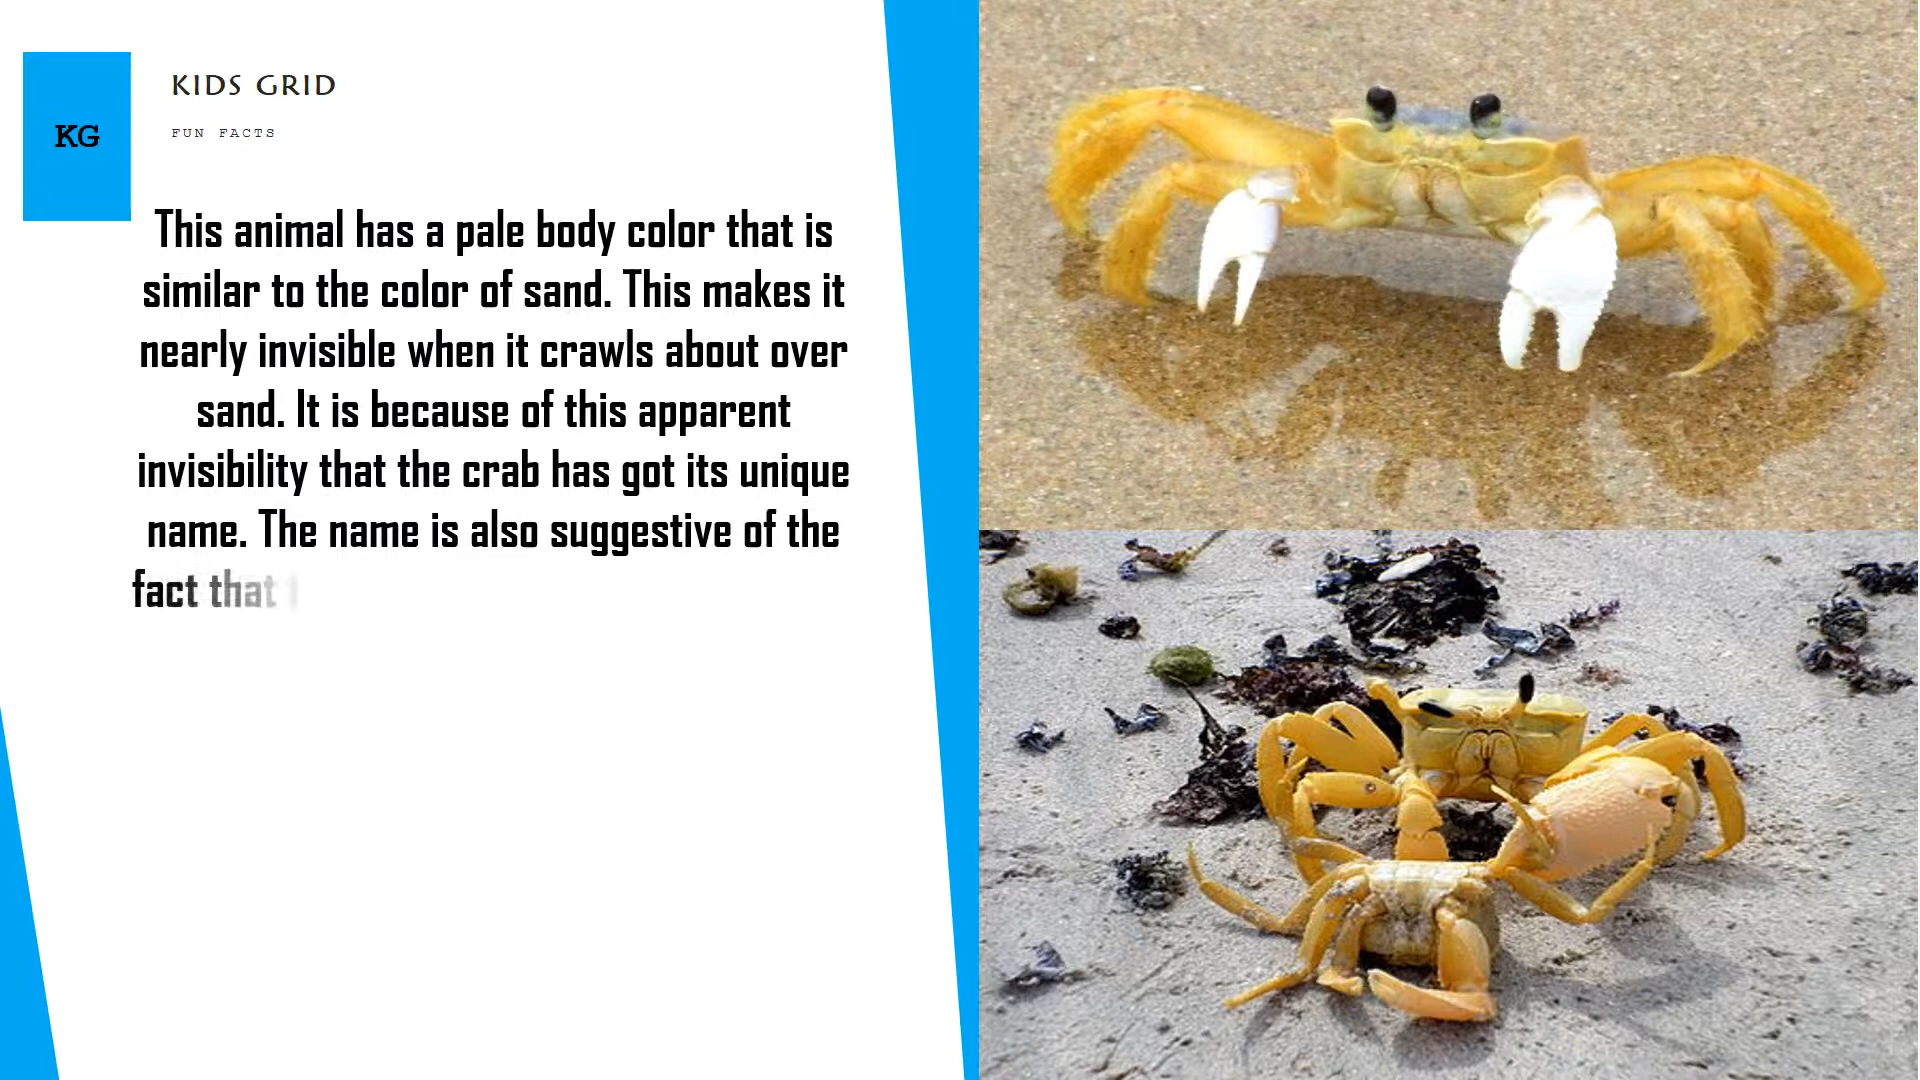 KG
KIDS GRID
FUN FACTS
This animal has a pale body color that is
similar to the color of sand. This makes it
nearly invisible when it crawls about over
sand. It is because of this apparent
invisibility that the crab has got its unique
name. The name is also suggestive of the
fact that